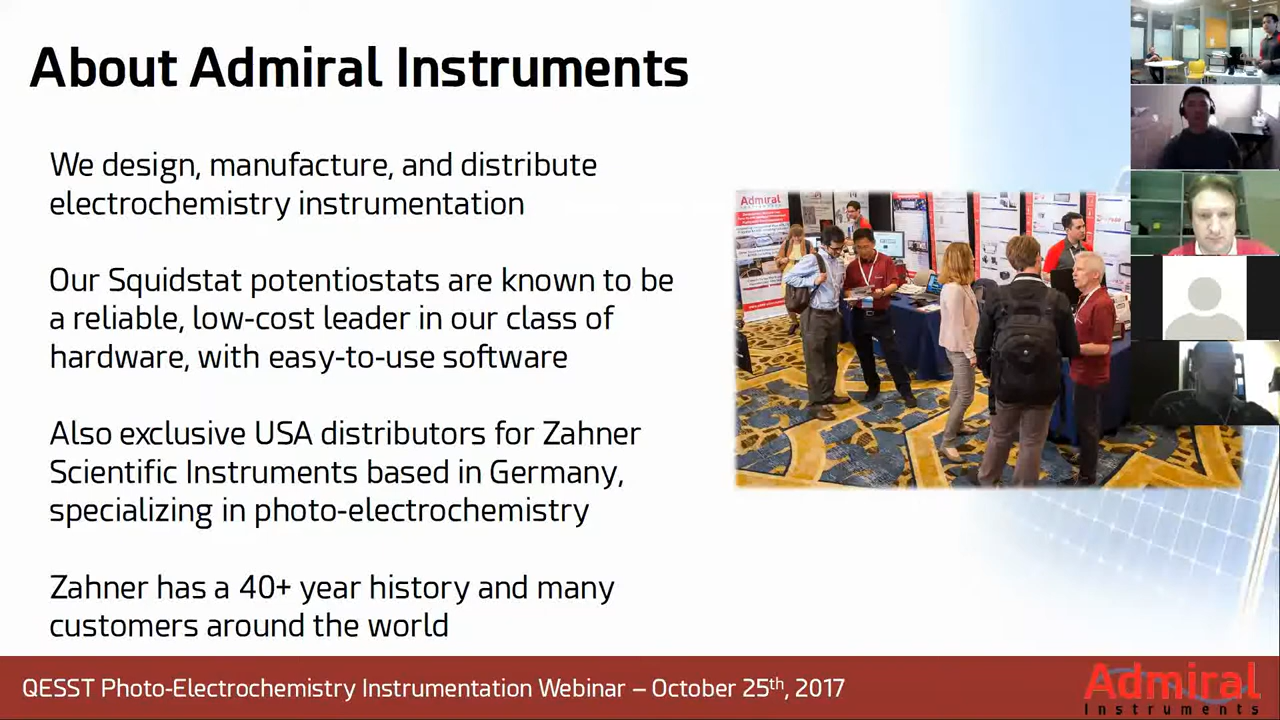 About Admiral Instruments
We design, manufacture, and distribute
electrochemistry instrumentation
Our Squidstat potentiostats are known to be
a reliable, low-cost leader in our class of
hardware, with easy-to-use software
Also exclusive USA distributors for Zahner
Scientific Instruments based in Germany,
specializing in photo-electrochemistry
Zahner has a 40+ year history and many
customers around the world
Admiral
QESST Photo-Electrochemistry Instrumentation Webinar – October 25th, 2017
Admiral
Instruments